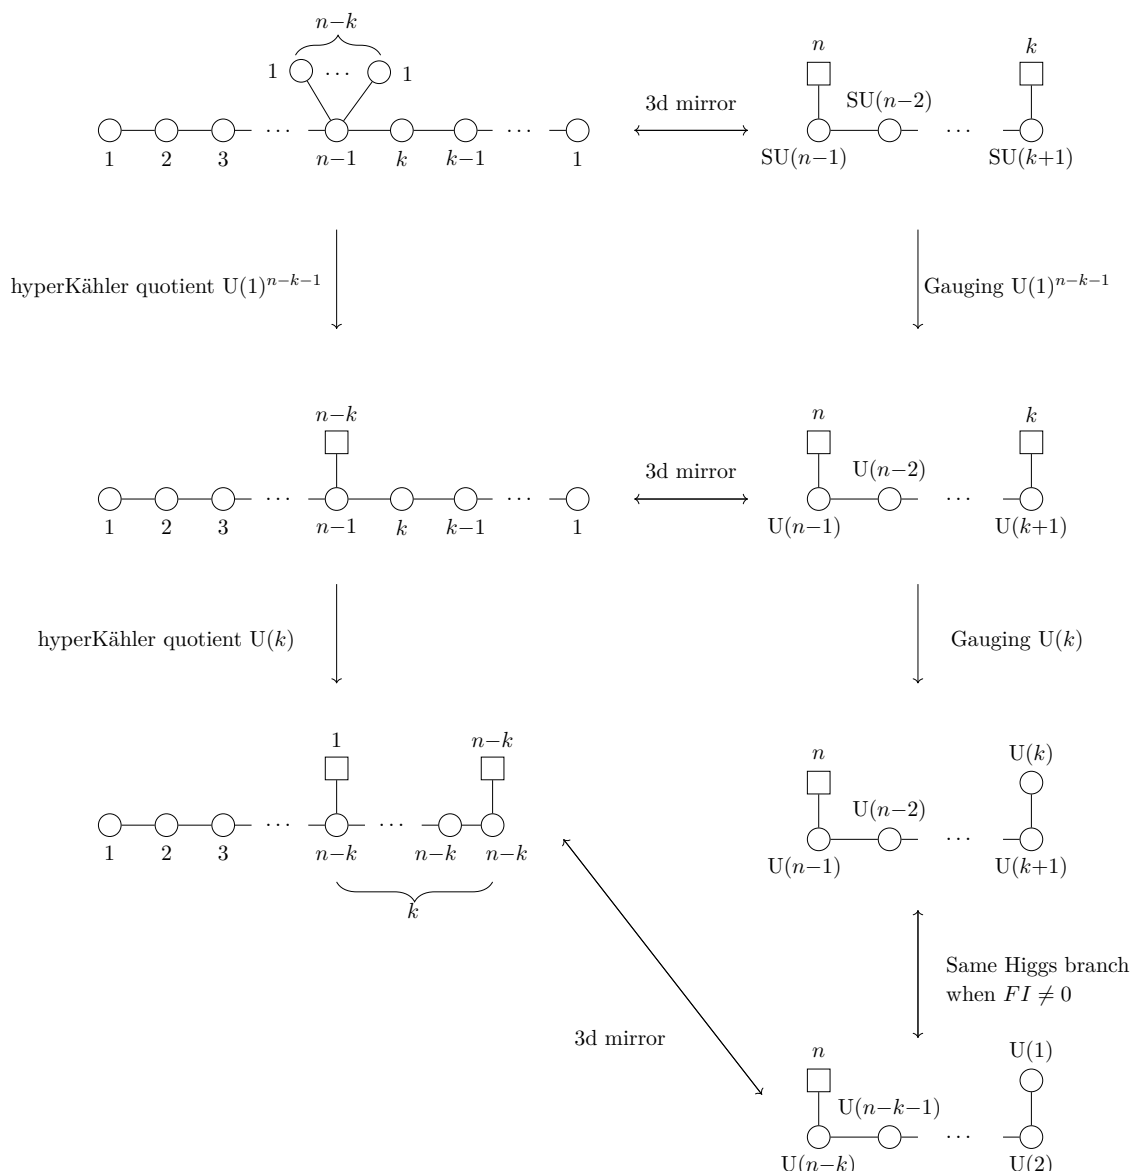 n−k
1 ⋯ 1
1 2 3 ⋯ n−1 k k−1 ⋯ 1
3d mirror
n k
SU(n−2)
⋯
SU(n−1) SU(k+1)
hyperKähler quotient U(1)^{n−k−1}
Gauging U(1)^{n−k−1}
n−k
1 2 3 ⋯ n−1 k k−1 ⋯ 1
3d mirror
n k
U(n−2)
⋯
U(n−1) U(k+1)
hyperKähler quotient U(k)
Gauging U(k)
1 n−k
⋯ ⋯
1 2 3 n−k n−k n−k
k
n U(k)
U(n−2)
⋯
U(n−1) U(k+1)
Same Higgs branch
when FI ≠ 0
3d mirror
n U(1)
U(n−k−1)
⋯
U(n−k) U(2)